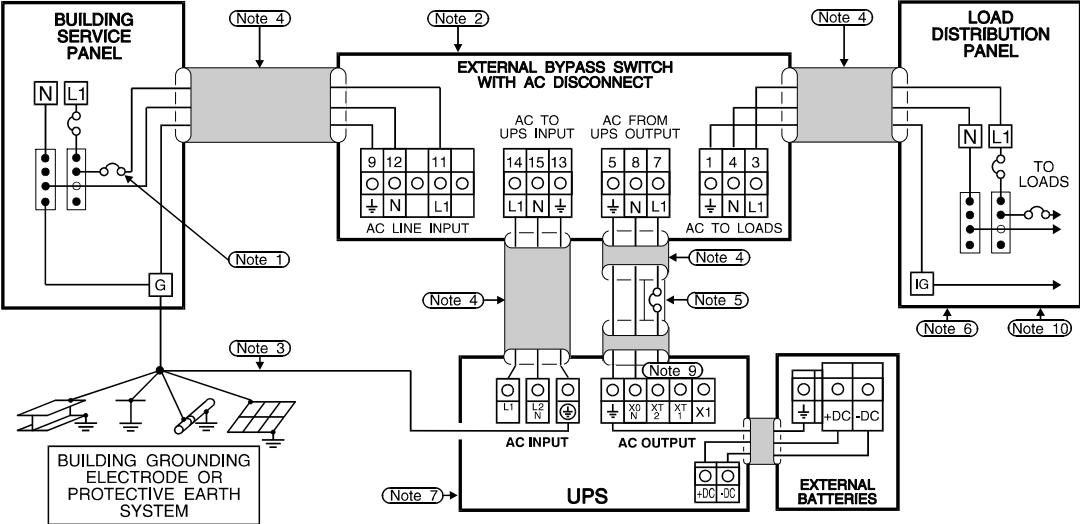 BUILDING
SERVICE
PANEL
Note 4
Note 2
Note 4
LOAD
DISTRIBUTION
PANEL
EXTERNAL BYPASS SWITCH
WITH AC DISCONNECT
N L1
AC TO
UPS INPUT
AC FROM
UPS OUTPUT
N L1
TO
LOADS
9 12 11
14 15 13
5 8 7
1 4 3
N L1
L1 N
N L1
N L1
AC LINE INPUT
AC TO LOADS
Note 1
G
Note 4
Note 4
Note 5
IG
Note 6
Note 10
Note 3
Note 9
L1
L2
N
X0
N
XT
2
XT
1
X1
AC INPUT
AC OUTPUT
+DC -DC
+DC -DC
BUILDING GROUNDING
ELECTRODE OR
PROTECTIVE EARTH
SYSTEM
Note 7
UPS
EXTERNAL
BATTERIES